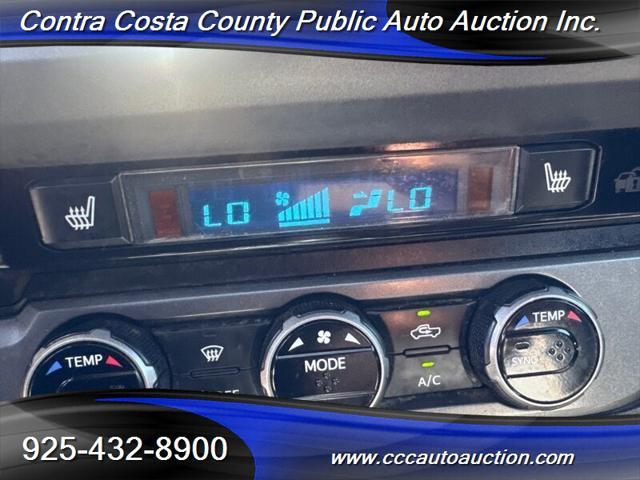 Contra Costa County Public Auto Auction Inc.
LO LO
TEMP
MODE
A/C
TEMP
SYNC
925-432-8900
www.cccautoauction.com